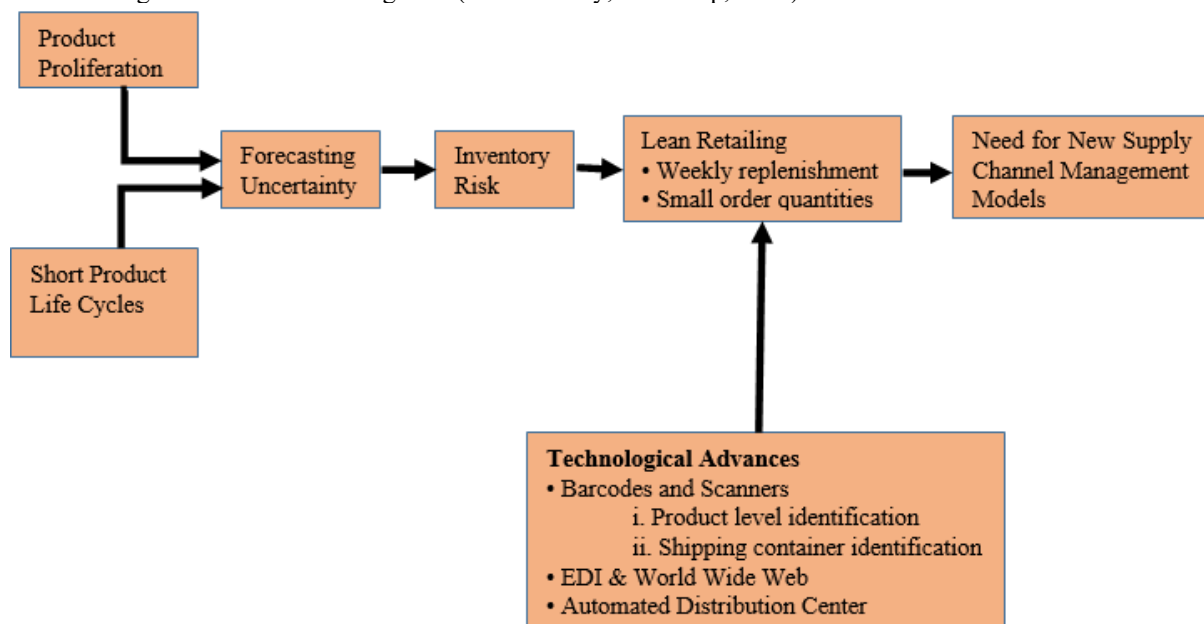 Product
Proliferation
Forecasting
Uncertainty
Inventory
Risk
Lean Retailing
• Weekly replenishment
• Small order quantities
Need for New Supply
Channel Management
Models
Short Product
Life Cycles
Technological Advances
• Barcodes and Scanners
i. Product level identification
ii. Shipping container identification
• EDI & World Wide Web
• Automated Distribution Center